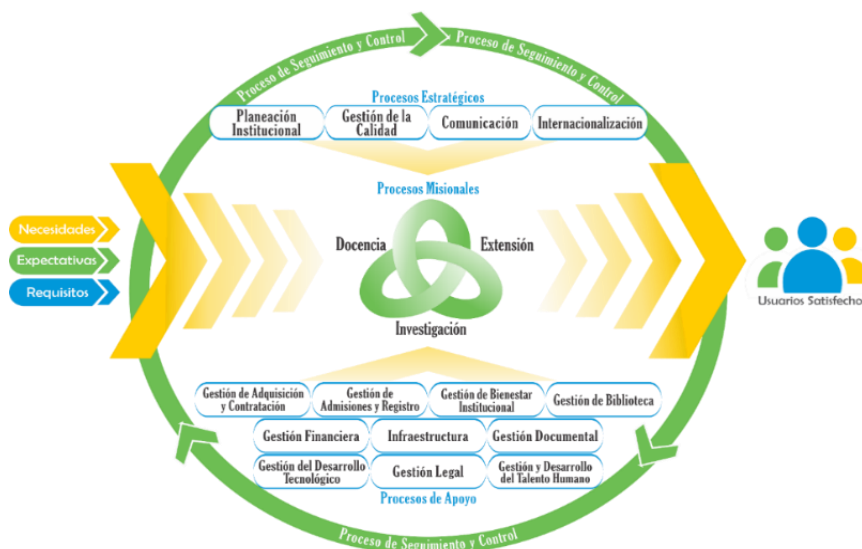 Proceso de Seguimiento y Control
Proceso de Seguimiento y Control
Procesos Estratégicos
Planeación
Institucional
Gestión de la
Calidad
Comunicación
Internacionalización
Procesos Misionales
Necesidades
Expectativas
Requisitos
Docencia
Extensión
Investigación
Usuarios Satisfecho
Gestión de Adquisición
y Contratación
Gestión de
Admisiones y Registro
Gestión de Bienestar
Institucional
Gestión de Biblioteca
Gestión Financiera
Infraestructura
Gestión Documental
Gestión del Desarrollo
Tecnológico
Gestión Legal
Gestión y Desarrollo
del Talento Humano
Procesos de Apoyo
Proceso de Seguimiento y Control